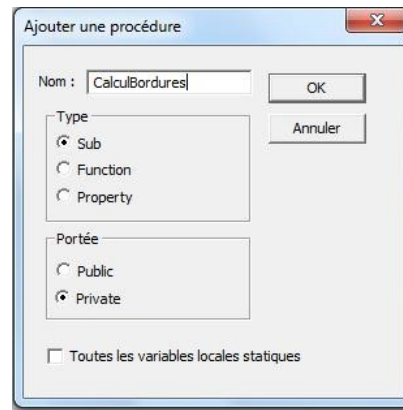 Ajouter une procédure
Nom : CalculBordures
OK
Annuler
Type
Sub
Function
Property
Portée
Public
Private
Toutes les variables locales statiques